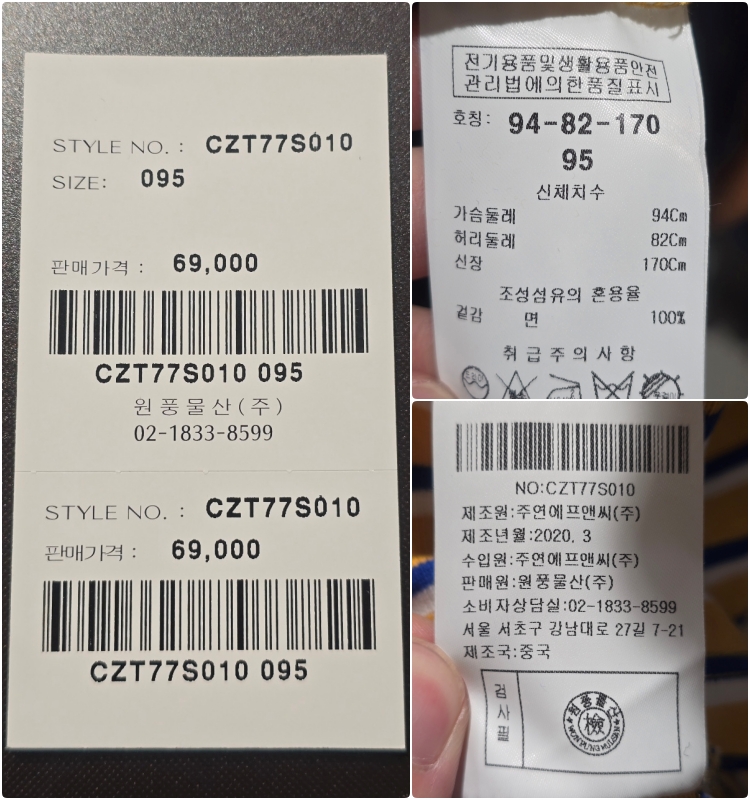 STYLE NO. : CZT77S010
SIZE: 095
판매가격 : 69,000
CZT77S010 095
원풍물산(주)
02-1833-8599
STYLE NO. : CZT77S010
판매가격 : 69,000
CZT77S010 095
전기용품및생활용품안전
관리법에의한품질표시
호칭: 94-82-170
95
신체치수
가슴둘레 94Cm
허리둘레 82Cm
신장 170Cm
조성섬유의 혼용율
겉감 면 100%
취급주의사항
NO:CZT77S010
제조원:주연에프앤씨(주)
제조년월:2020. 3
수입원:주연에프앤씨(주)
판매원:원풍물산(주)
소비자상담실:02-1833-8599
서울 서초구 강남대로 27길 7-21
제조국:중국
검사필
원풍물산
檢